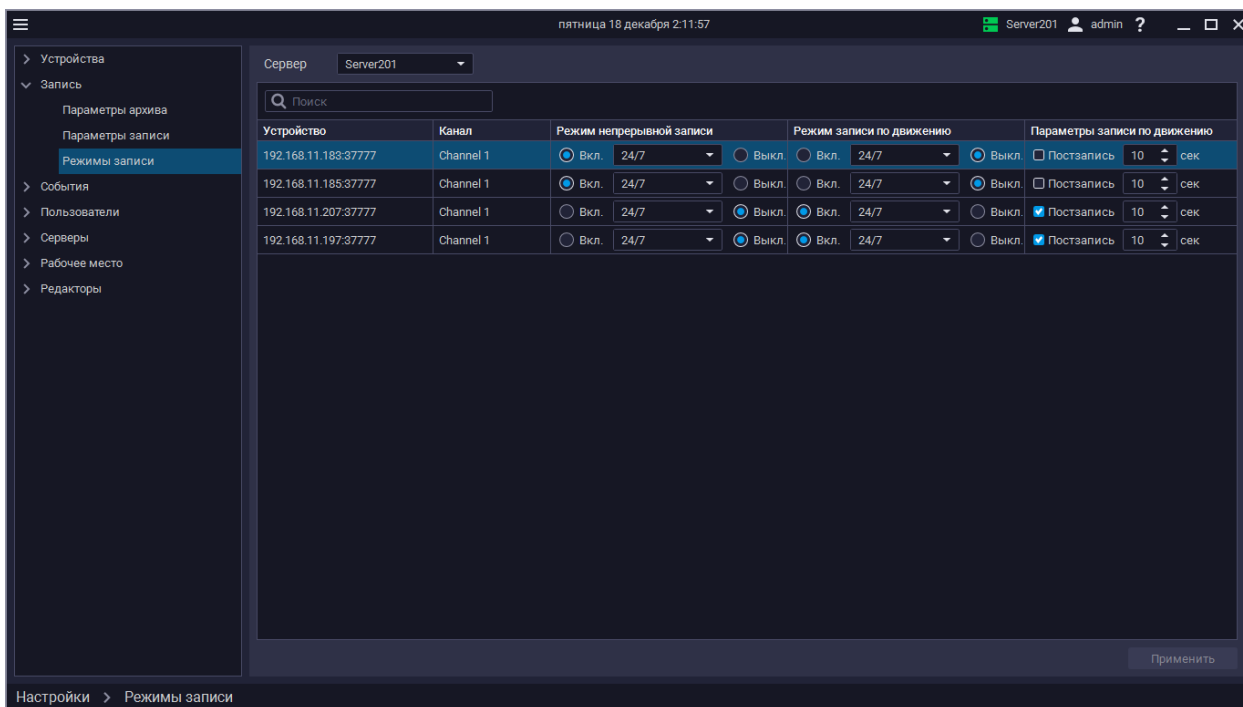 пятница 18 декабря 2:11:57 Server201 admin ?
Устройства
Запись
Параметры архива
Параметры записи
Режимы записи
События
Пользователи
Серверы
Рабочее место
Редакторы
Сервер Server201
Поиск
Устройство Канал Режим непрерывной записи Режим записи по движению Параметры записи по движению
192.168.11.183:37777 Channel 1 Вкл. 24/7 Выкл. Вкл. 24/7 Выкл. Постзапись 10 сек
192.168.11.185:37777 Channel 1 Вкл. 24/7 Выкл. Вкл. 24/7 Выкл. Постзапись 10 сек
192.168.11.207:37777 Channel 1 Вкл. 24/7 Выкл. Вкл. 24/7 Выкл. Постзапись 10 сек
192.168.11.197:37777 Channel 1 Вкл. 24/7 Выкл. Вкл. 24/7 Выкл. Постзапись 10 сек
Применить
Настройки > Режимы записи